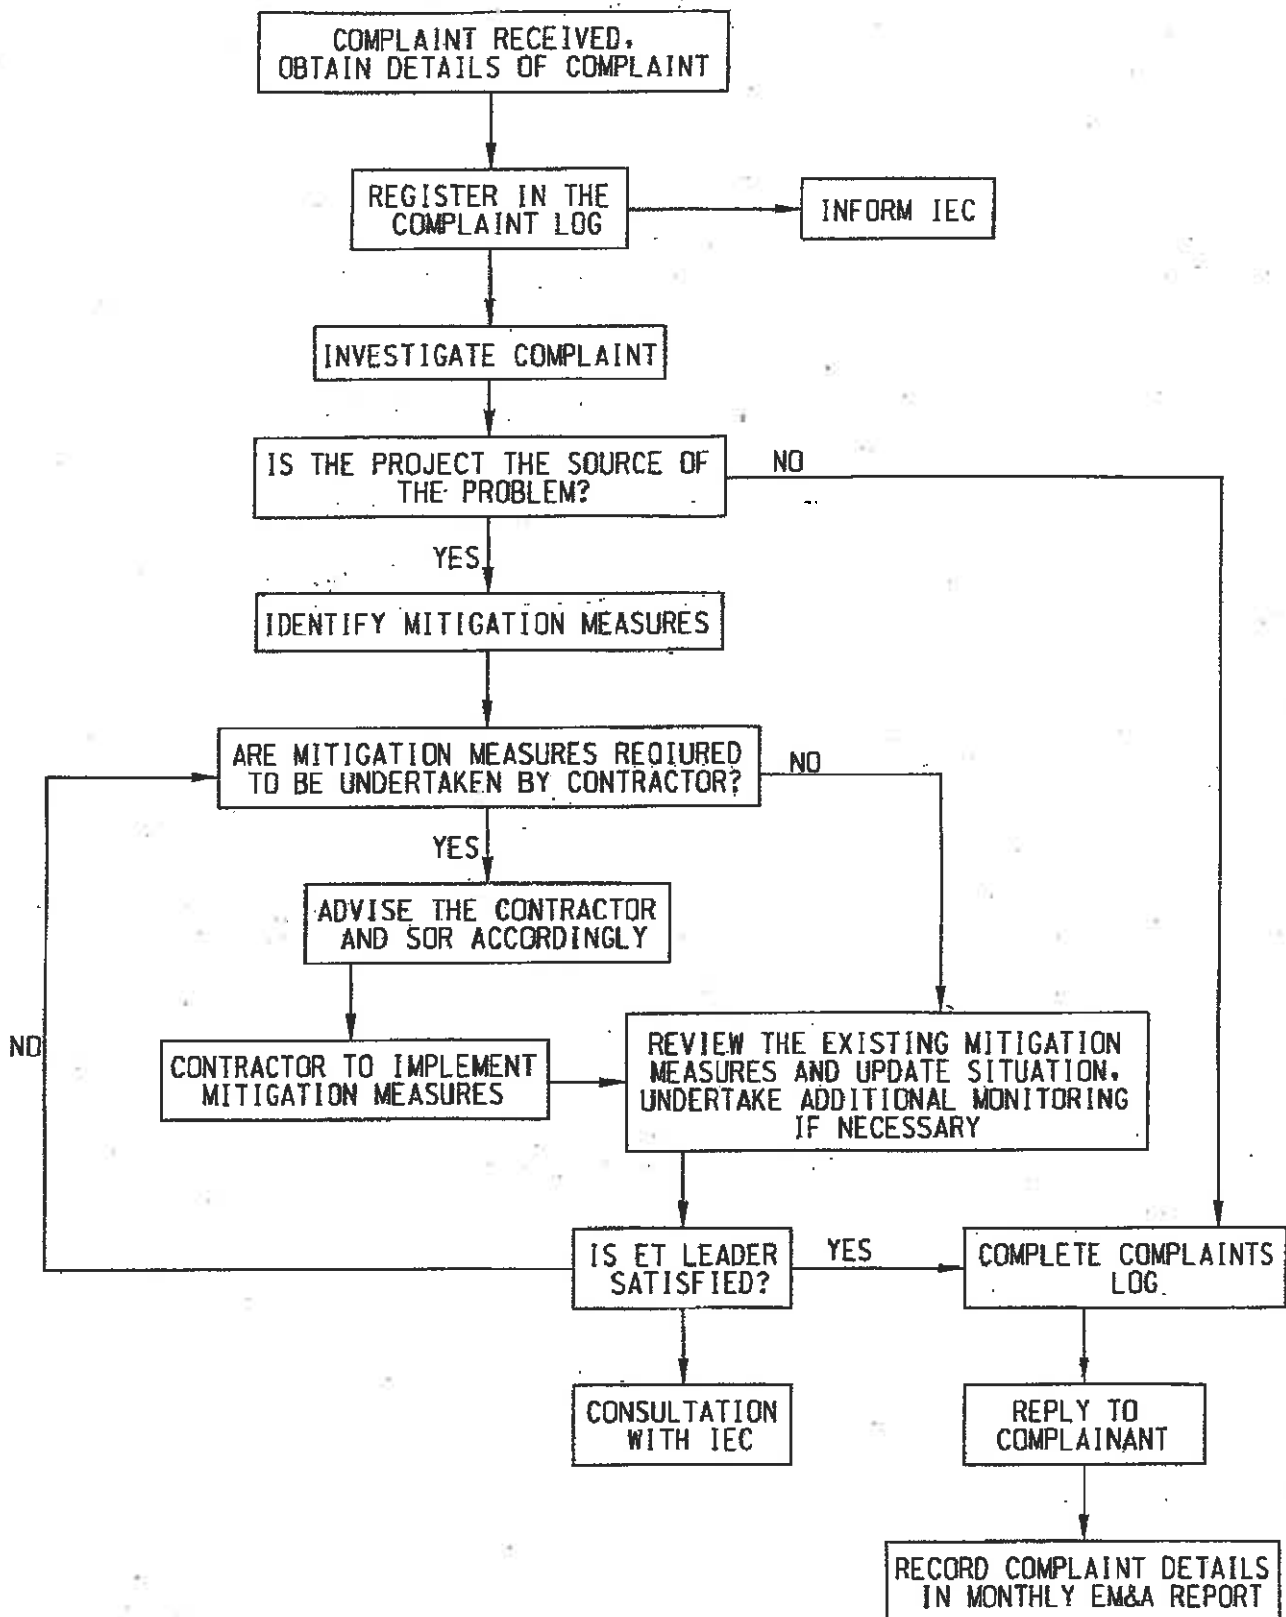 COMPLAINT RECEIVED,
OBTAIN DETAILS OF COMPLAINT
REGISTER IN THE
COMPLAINT LOG
INFORM IEC
INVESTIGATE COMPLAINT
IS THE PROJECT THE SOURCE OF
THE PROBLEM?
NO
YES
IDENTIFY MITIGATION MEASURES
ARE MITIGATION MEASURES REQIURED
TO BE UNDERTAKEN BY CONTRACTOR?
NO
YES
ADVISE THE CONTRACTOR
AND SOR ACCORDINGLY
NO
CONTRACTOR TO IMPLEMENT
MITIGATION MEASURES
REVIEW THE EXISTING MITIGATION
MEASURES AND UPDATE SITUATION.
UNDERTAKE ADDITIONAL MONITORING
IF NECESSARY
IS ET LEADER
SATISFIED?
YES
COMPLETE COMPLAINTS
LOG
CONSULTATION
WITH IEC
REPLY TO
COMPLAINANT
RECORD COMPLAINT DETAILS
IN MONTHLY EM&A REPORT